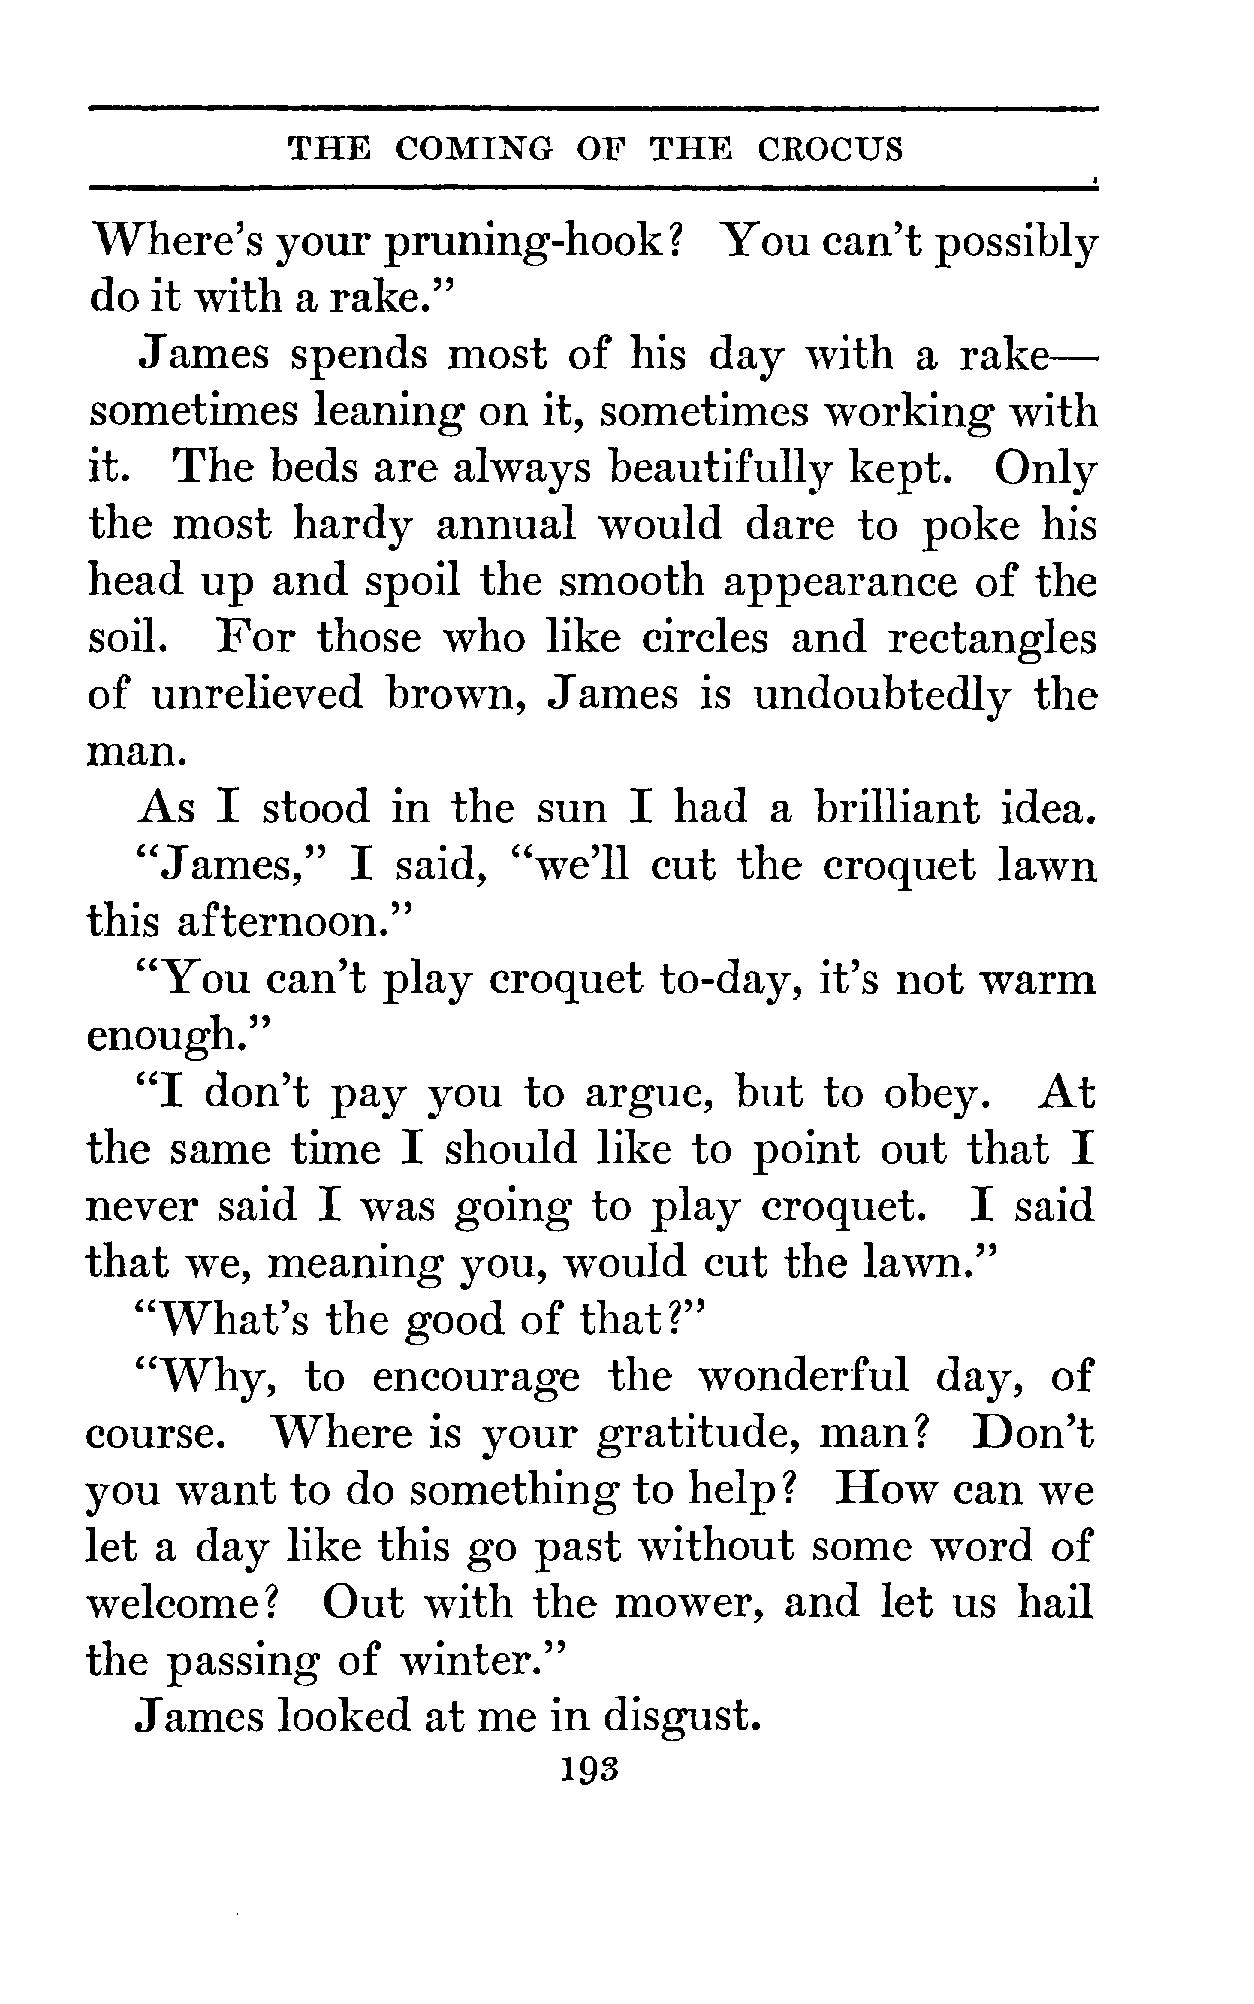 THE COMING OF THE CROCUS
Where's your pruning-hook? You can't possibly
do it with a rake."
James spends most of his day with a rake—
sometimes leaning on it, sometimes working with
it. The beds are always beautifully kept. Only
the most hardy annual would dare to poke his
head up and spoil the smooth appearance of the
soil. For those who like circles and rectangles
of unrelieved brown, James is undoubtedly the
man.
As I stood in the sun I had a brilliant idea.
"James," I said, "we'll cut the croquet lawn
this afternoon."
"You can't play croquet to-day, it's not warm
enough."
"I don't pay you to argue, but to obey. At
the same time I should like to point out that I
never said I was going to play croquet. I said
that we, meaning you, would cut the lawn."
"What's the good of that?"
"Why, to encourage the wonderful day, of
course. Where is your gratitude, man? Don't
you want to do something to help? How can we
let a day like this go past without some word of
welcome? Out with the mower, and let us hail
the passing of winter."
James looked at me in disgust.
193